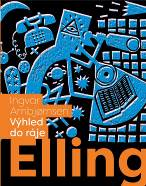 Ingvar
Ambjørnsen
Výhled
do ráje
Elling